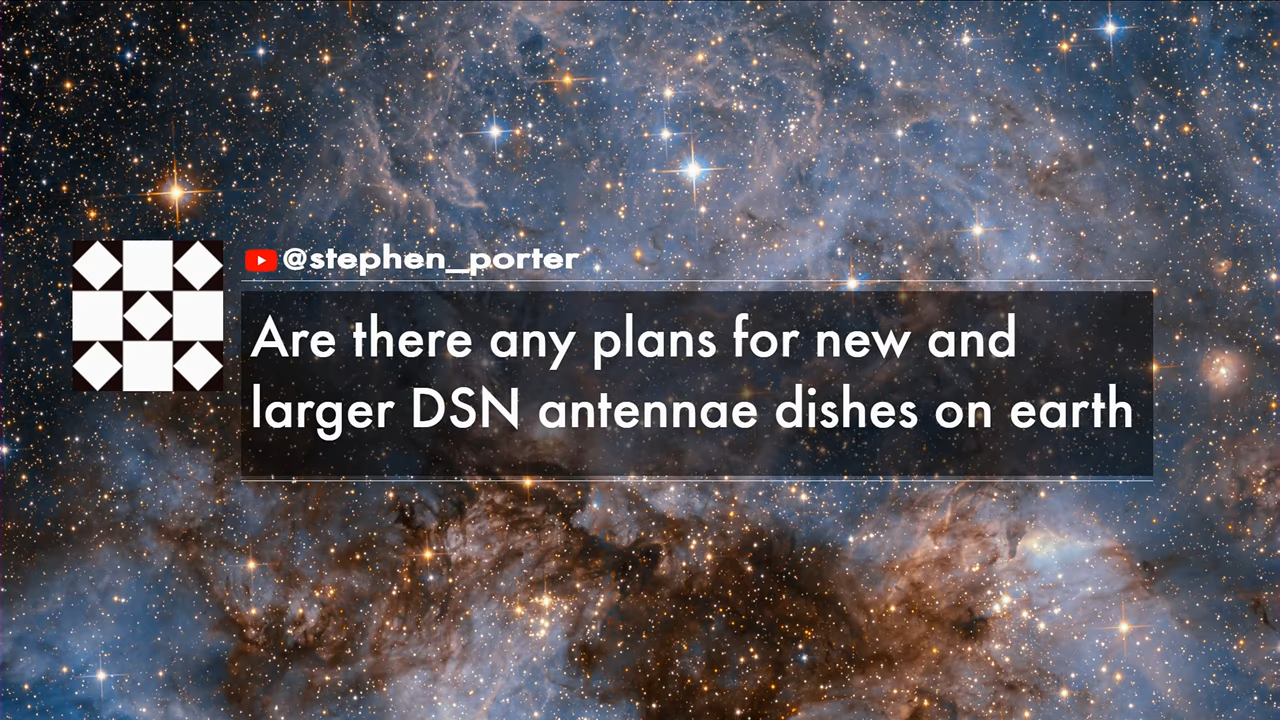 @stephen_porter
Are there any plans for new and
larger DSN antennae dishes on earth